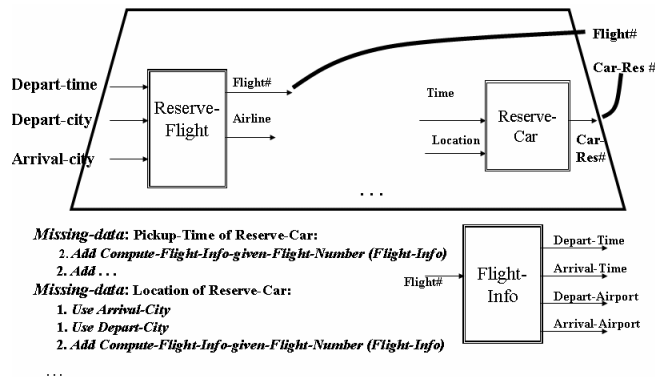 Flight#
Car-Res #
Depart-time
Depart-city
Arrival-city
Reserve-
Flight
Flight#
Airline
Time
Location
Reserve-
Car
Car-
Res#
. . .
Missing-data: Pickup-Time of Reserve-Car:
2. Add Compute-Flight-Info-given-Flight-Number (Flight-Info)
2. Add . . .
Missing-data: Location of Reserve-Car:
1. Use Arrival-City
1. Use Depart-City
2. Add Compute-Flight-Info-given-Flight-Number (Flight-Info)
. . .
Flight#
Flight-
Info
Depart-Time
Arrival-Time
Depart-Airport
Arrival-Airport